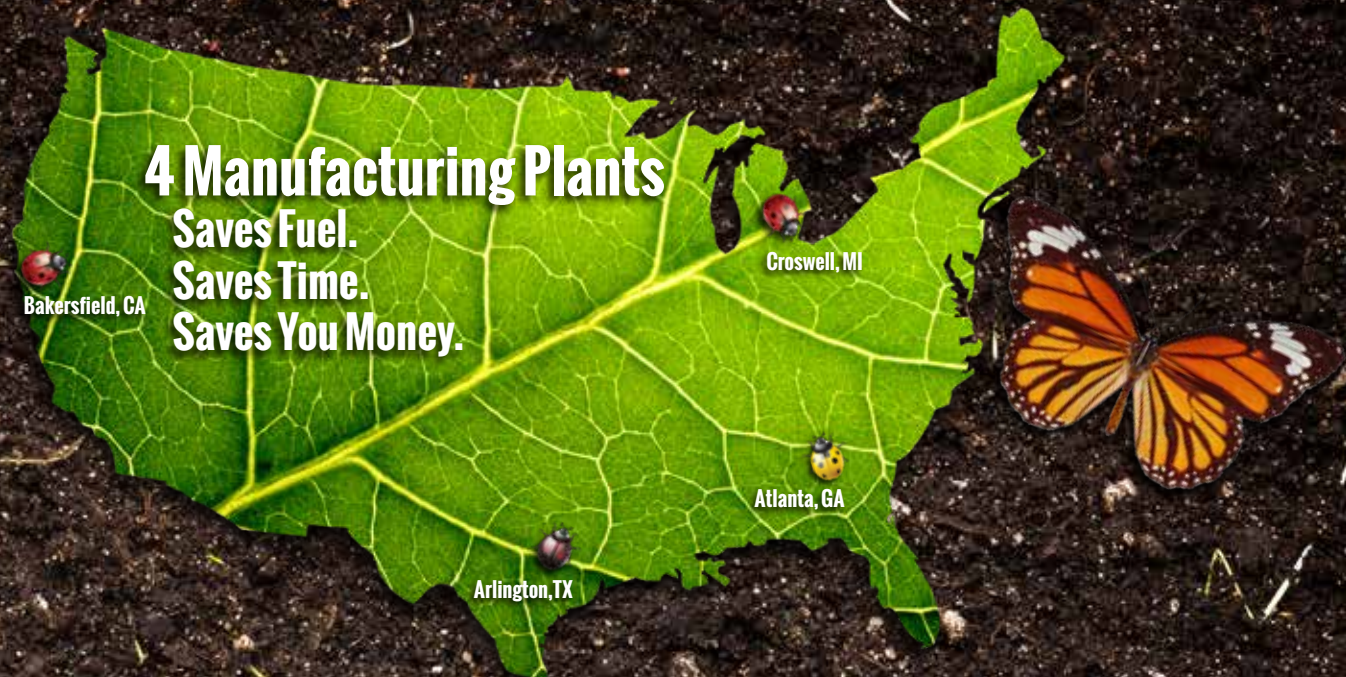 4 Manufacturing Plants
Saves Fuel.
Saves Time.
Saves You Money.
Croswell, MI
Bakersfield, CA
Atlanta, GA
Arlington,TX